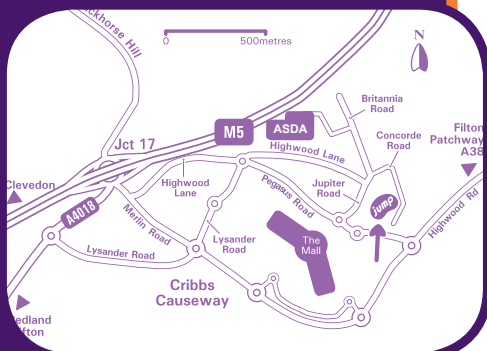 ckhorse Hill
0
500metres
N
M5
ASDA
Britannia
Road
Concorde
Road
Filton
Patchway
A38
Jct 17
Highwood Lane
Clevedon
Highwood
Lane
Pegasus Road
Jupiter
Road
jump
Highwood Rd
A4018
Merlin Road
Lysander Road
Lysander
Road
The
Mall
Cribbs
Causeway
edland
ifton